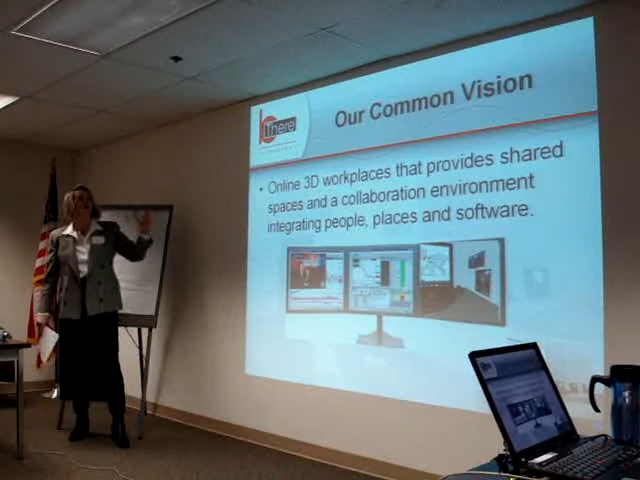 There
Our Common Vision
• Online 3D workplaces that provides shared
spaces and a collaboration environment
integrating people, places and software.